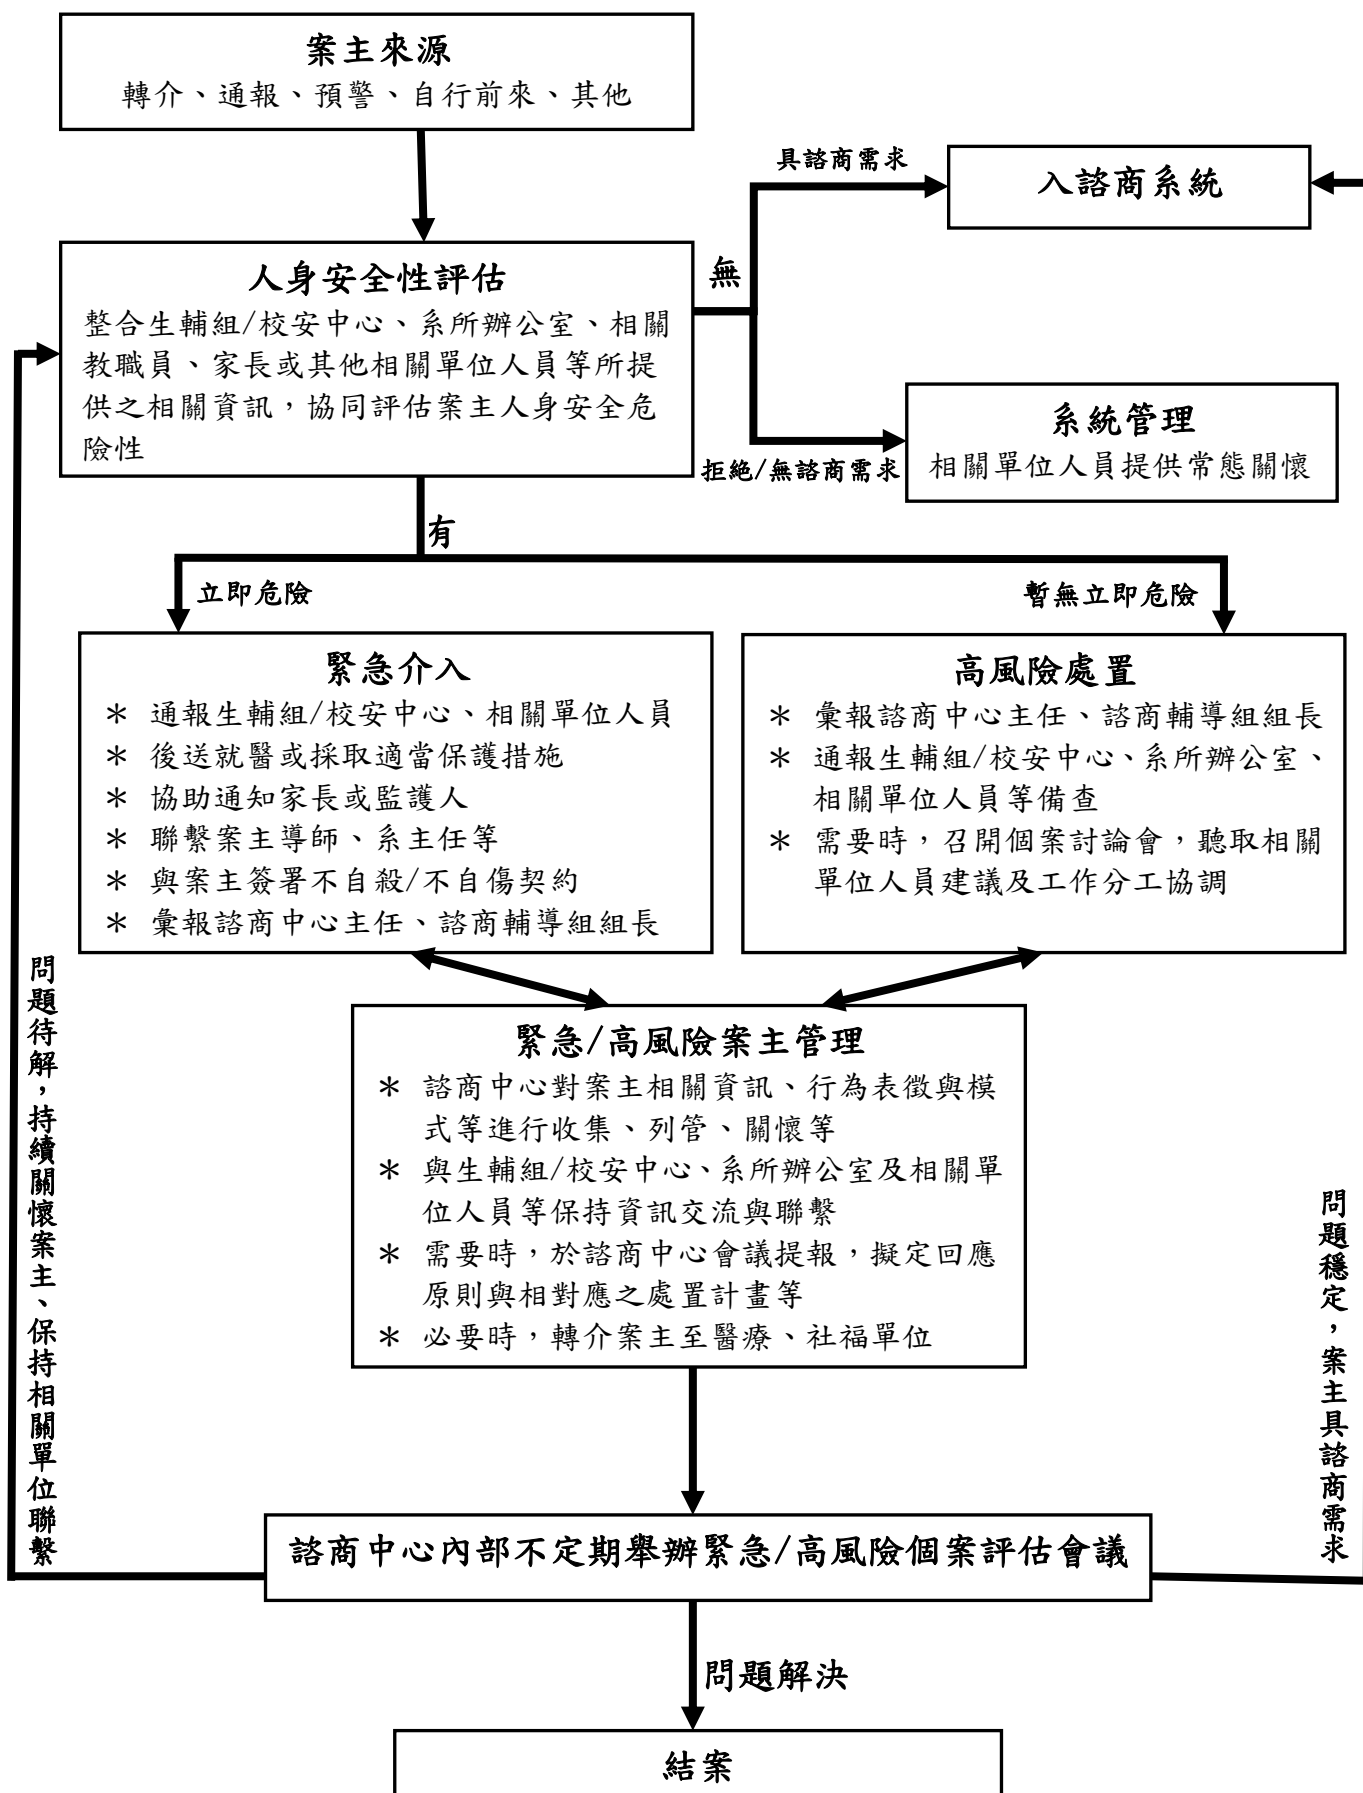 案主來源
轉介、通報、預警、自行前來、其他
具諮商需求
入諮商系統
無
人身安全性評估
整合生輔組/校安中心、系所辦公室、相關
教職員、家長或其他相關單位人員等所提
供之相關資訊，協同評估案主人身安全危
險性
系統管理
相關單位人員提供常態關懷
拒絕/無諮商需求
有
立即危險
暫無立即危險
緊急介入
＊ 通報生輔組/校安中心、相關單位人員
＊ 後送就醫或採取適當保護措施
＊ 協助通知家長或監護人
＊ 聯繫案主導師、系主任等
＊ 與案主簽署不自殺/不自傷契約
＊ 彙報諮商中心主任、諮商輔導組組長
高風險處置
＊ 彙報諮商中心主任、諮商輔導組組長
＊ 通報生輔組/校安中心、系所辦公室、
相關單位人員等備查
＊ 需要時，召開個案討論會，聽取相關
單位人員建議及工作分工協調
緊急/高風險案主管理
＊ 諮商中心對案主相關資訊、行為表徵與模
式等進行收集、列管、關懷等
＊ 與生輔組/校安中心、系所辦公室及相關單
位人員等保持資訊交流與聯繫
＊ 需要時，於諮商中心會議提報，擬定回應
原則與相對應之處置計畫等
＊ 必要時，轉介案主至醫療、社福單位
問題待解，持續關懷案主、保持相關單位聯繫
問題穩定，案主具諮商需求
諮商中心內部不定期舉辦緊急/高風險個案評估會議
問題解決
結案